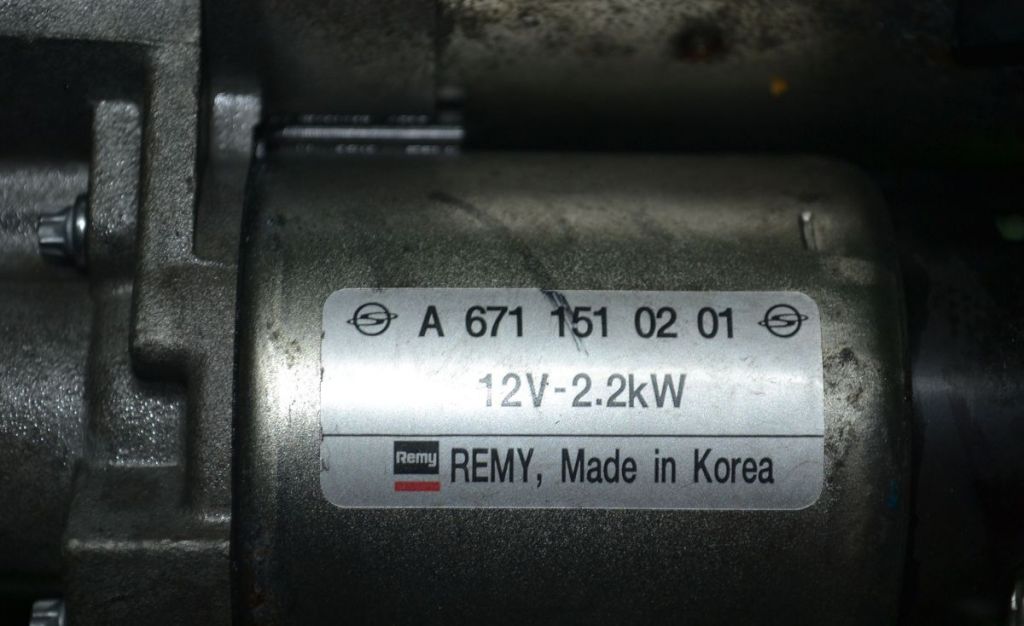 A 671 151 02 01
12V-2.2kW
Remy REMY, Made in Korea